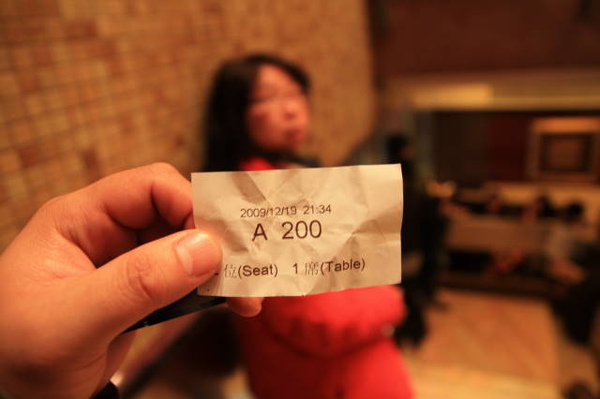 2009/12/19 21:34
A 200
位(Seat) 1 席(Table)